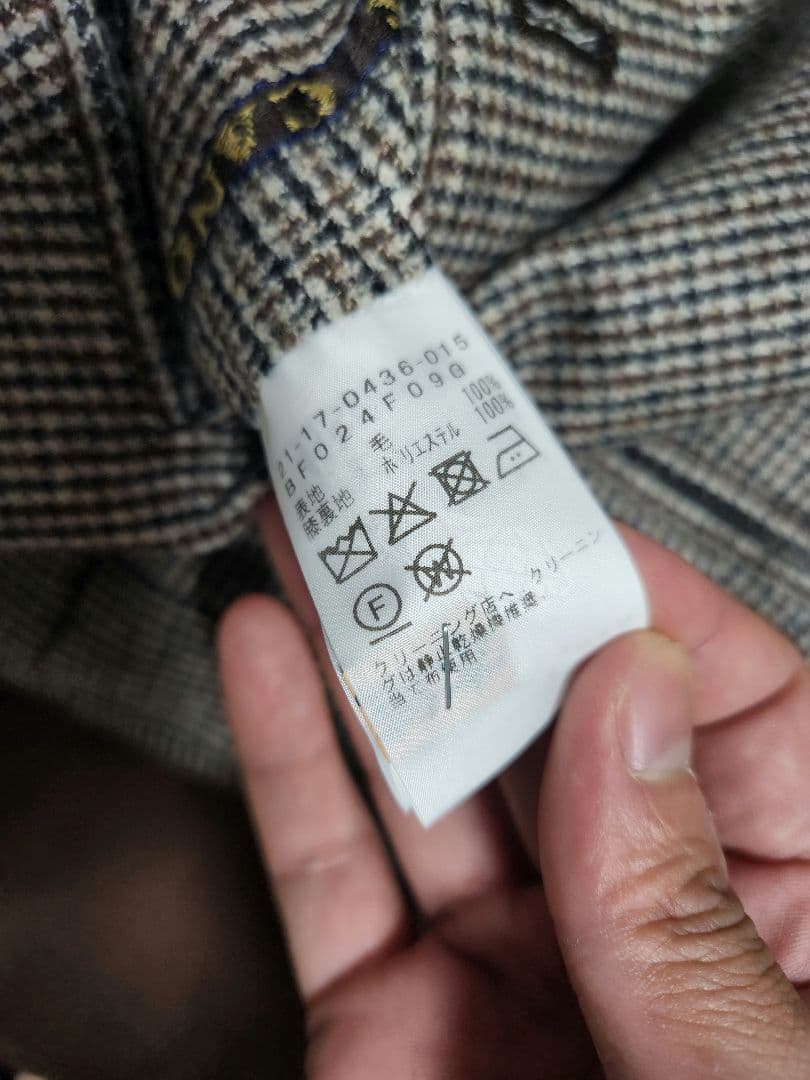 21-17-0436-015
BF024F099
表地 毛 100%
膝裏地 ポリエステル 100%
F
W
クリーニング店へ、クリーニン
グは静止乾燥推奨。
当て布使用